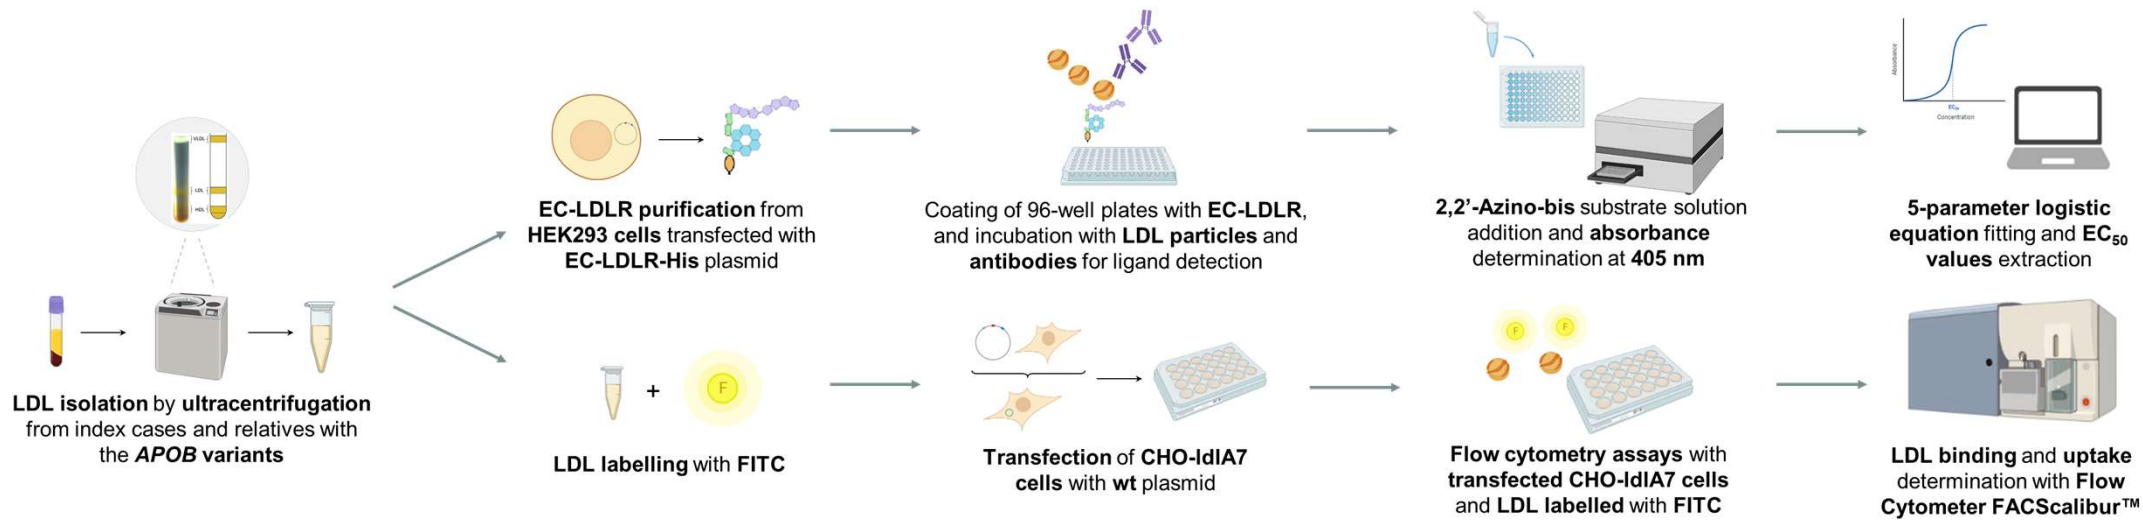 VLDL
LDL
HDL
LDL isolation by ultracentrifugation
from index cases and relatives with
the APOB variants
EC-LDLR purification from
HEK293 cells transfected with
EC-LDLR-His plasmid
Coating of 96-well plates with EC-LDLR,
and incubation with LDL particles and
antibodies for ligand detection
2,2’-Azino-bis substrate solution
addition and absorbance
determination at 405 nm
Absorbance
EC₅₀
Concentration
5-parameter logistic
equation fitting and EC₅₀
values extraction
+
F
LDL labelling with FITC
Transfection of CHO-ldlA7
cells with wt plasmid
F
F
Flow cytometry assays with
transfected CHO-ldlA7 cells
and LDL labelled with FITC
LDL binding and uptake
determination with Flow
Cytometer FACScalibur™